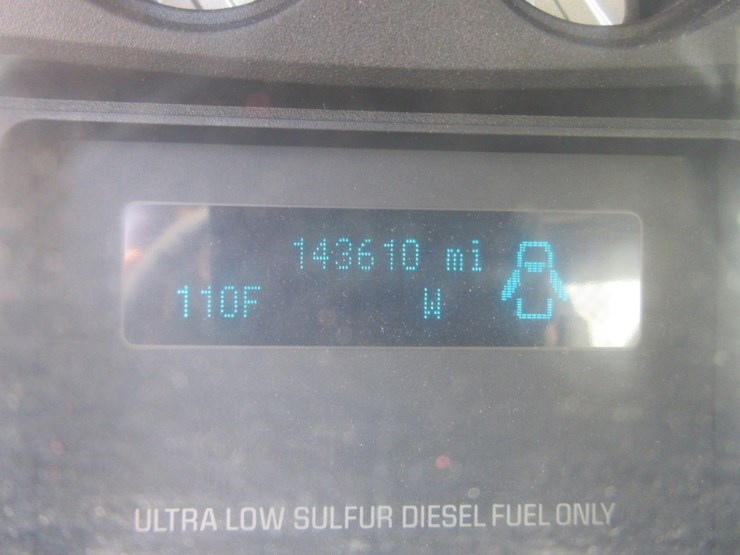 143610 mi
110F W
ULTRA LOW SULFUR DIESEL FUEL ONLY